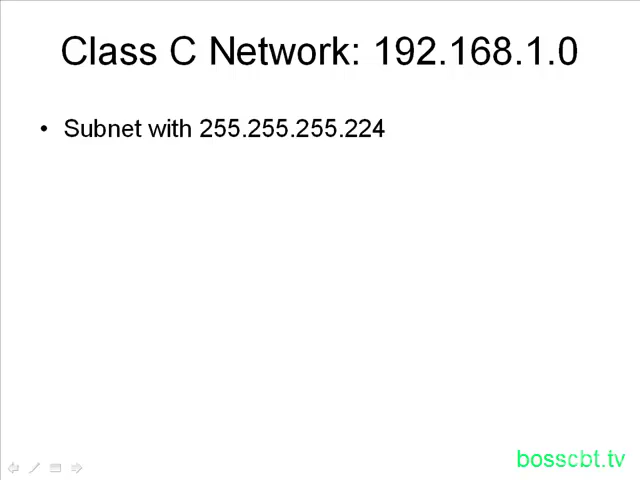 Class C Network: 192.168.1.0
• Subnet with 255.255.255.224
bosscbt.tv